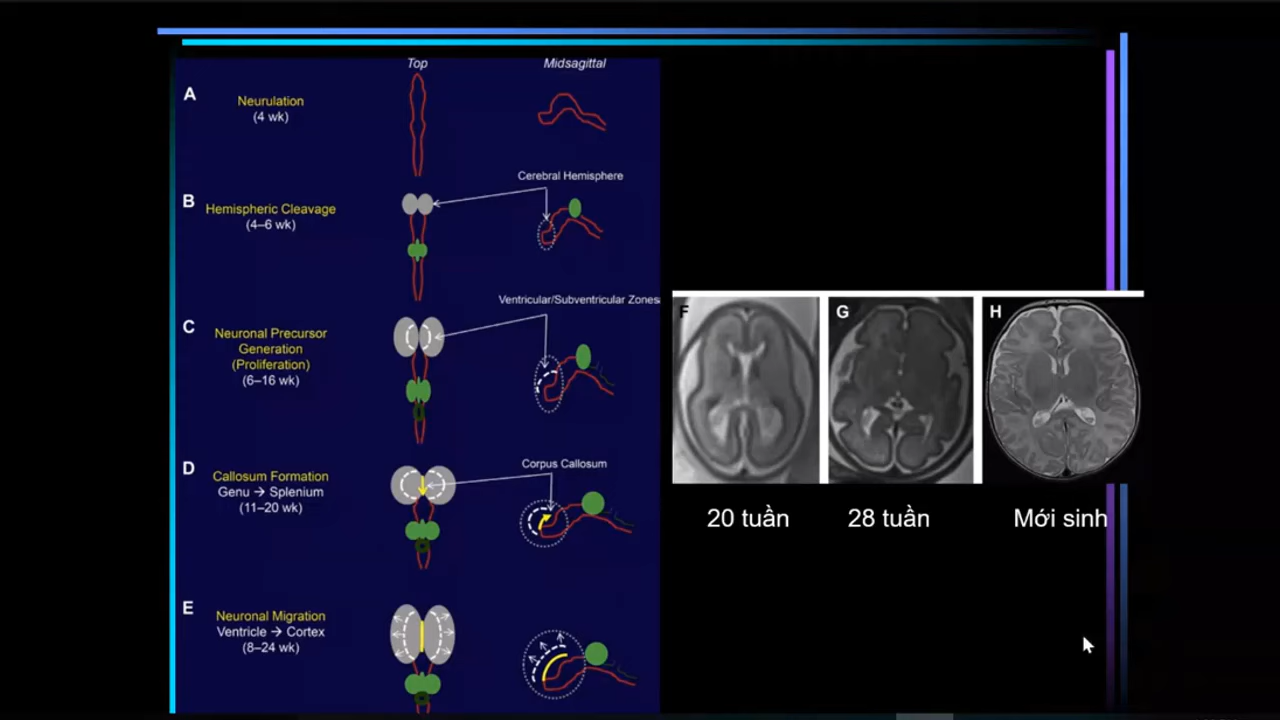 Top
Midsagittal
A
Neurulation
(4 wk)
Cerebral Hemisphere
B
Hemispheric Cleavage
(4–6 wk)
Ventricular/Subventricular Zones
C
Neuronal Precursor
Generation
(Proliferation)
(6–16 wk)
Corpus Callosum
D
Callosum Formation
Genu → Splenium
(11–20 wk)
E
Neuronal Migration
Ventricle → Cortex
(8–24 wk)
F
G
H
20 tuần
28 tuần
Mới sinh